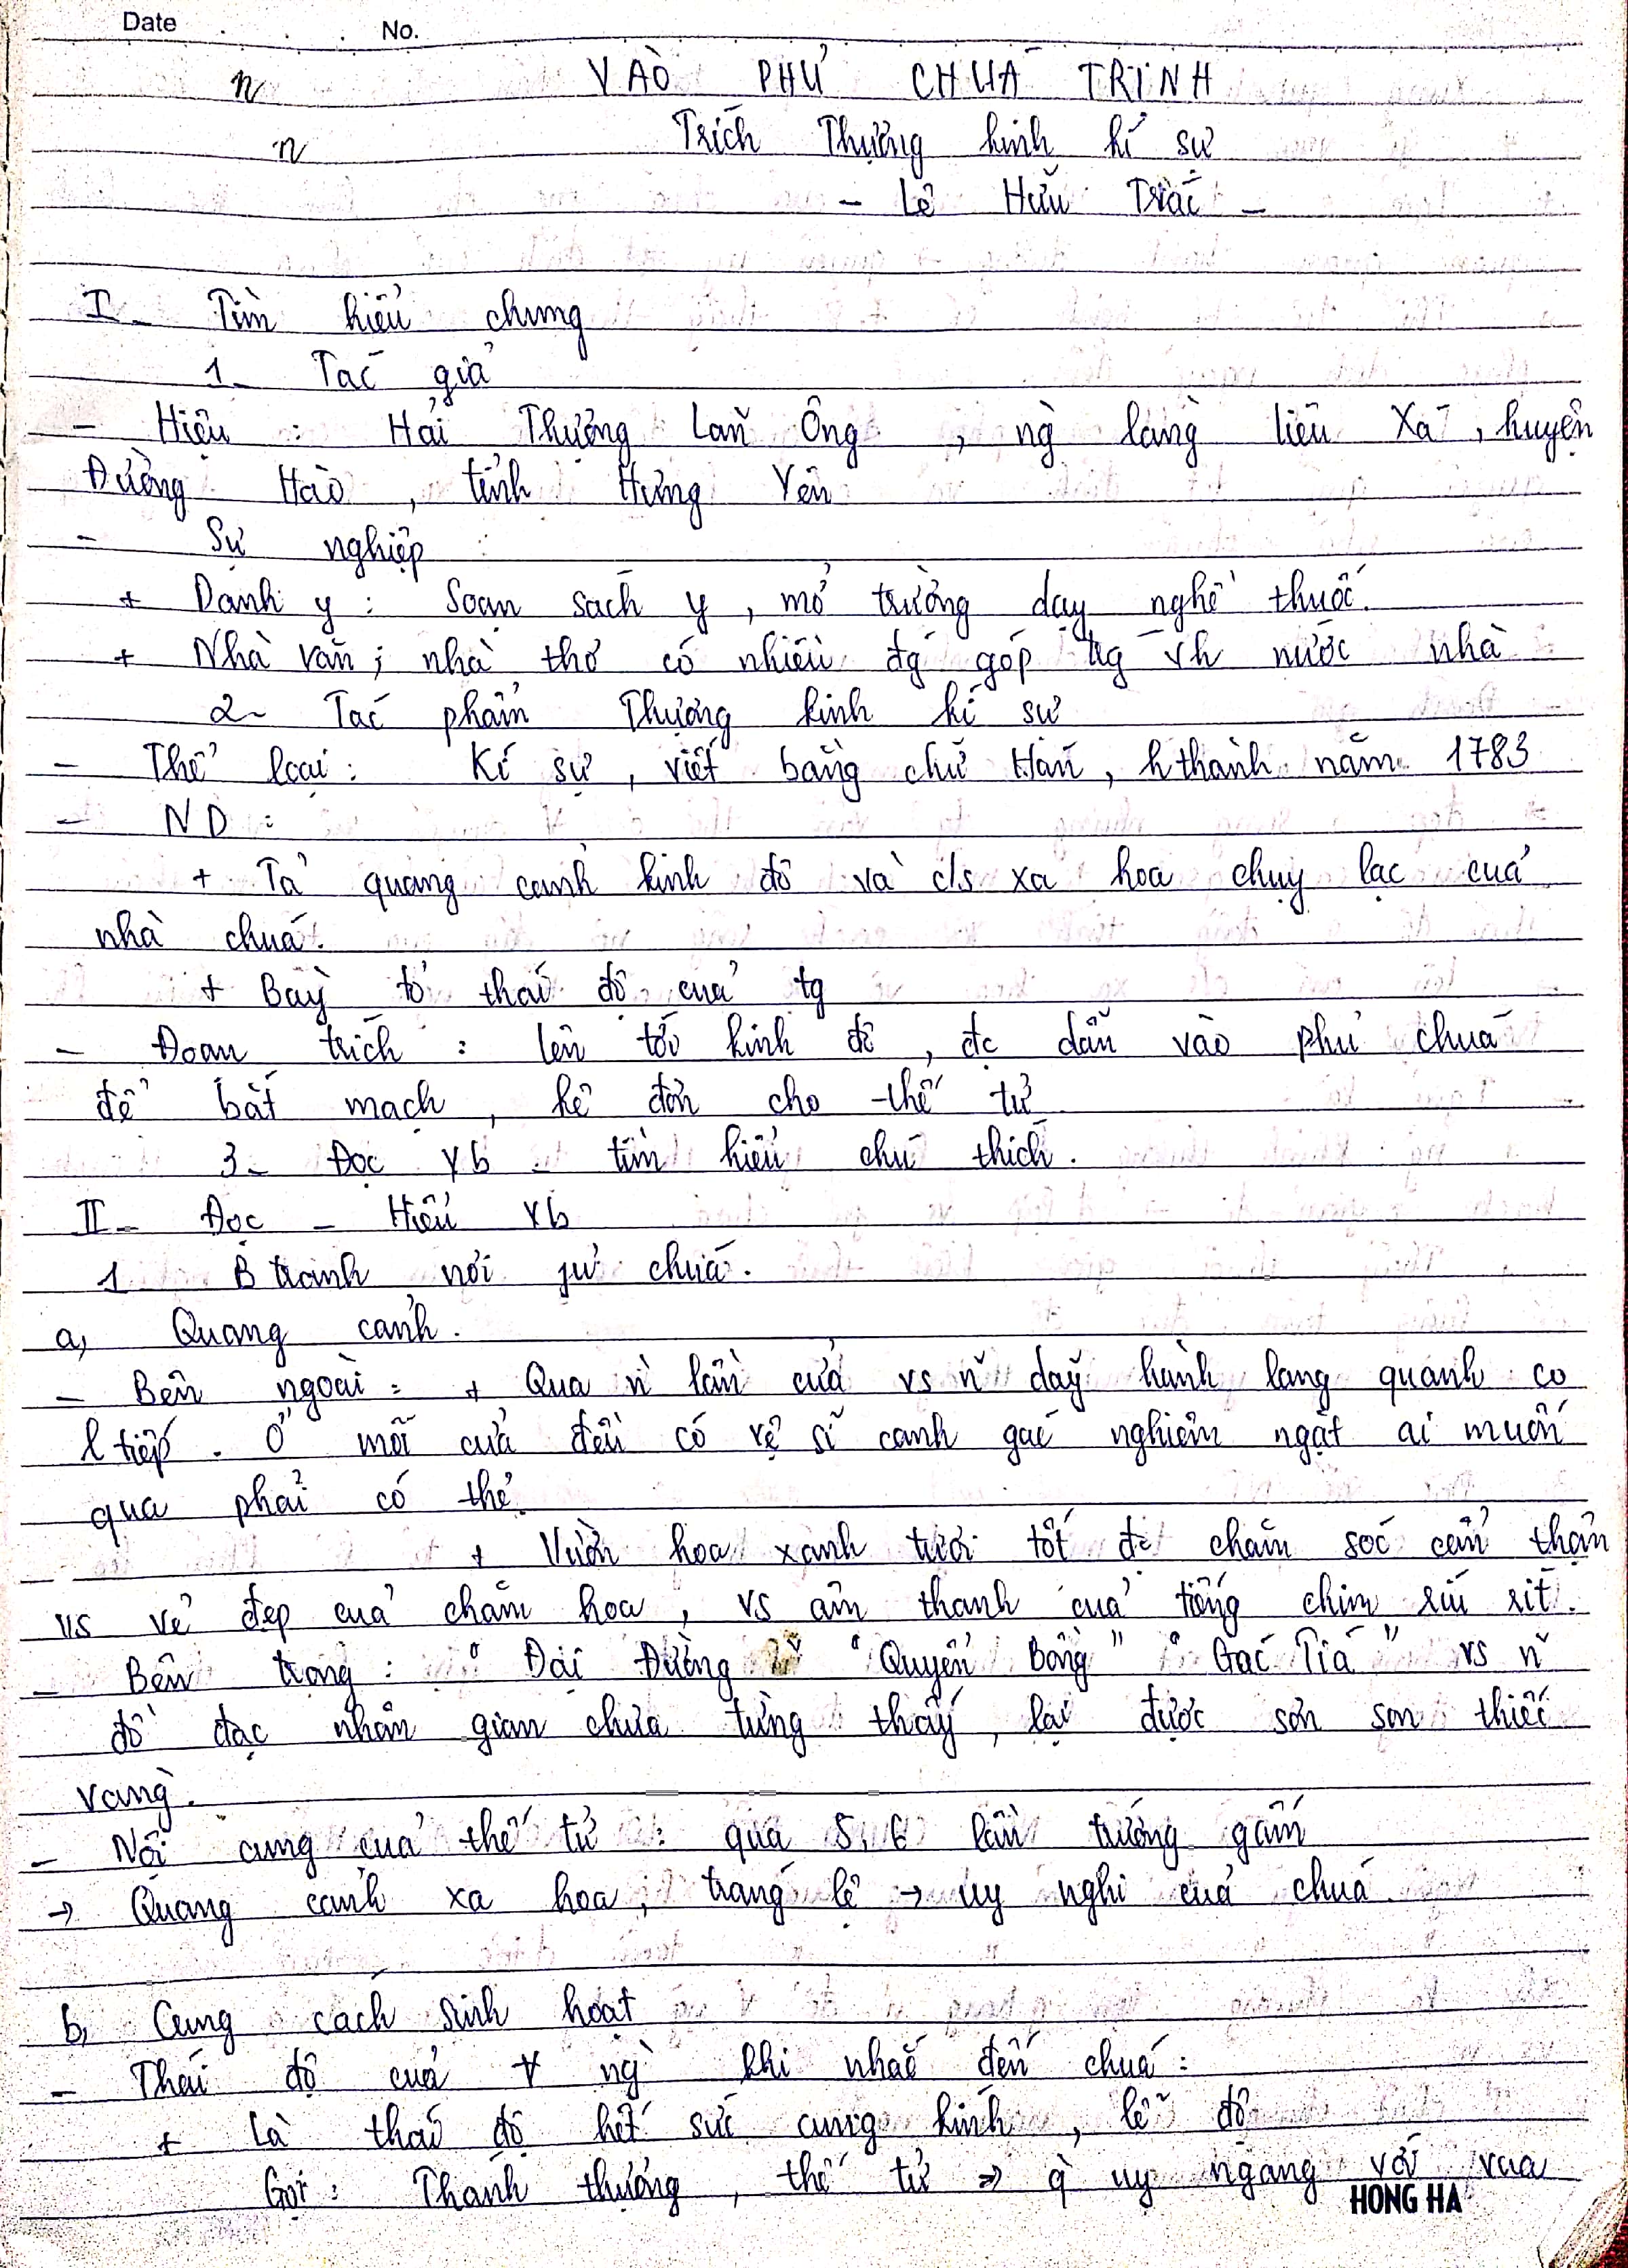 Date No.
n VÀO PHỦ CHÚA TRỊNH
n Trích Thượng kinh kí sự
- Lê Hữu Trác -
I - Tìm hiểu chung
1 - Tác giả
- Hiệu : Hải Thượng Lãn Ông , ng` làng liêu Xá , huyện
Đường Hào , tỉnh Hưng Yên
- Sự nghiệp :
+ Danh y : Soạn sách y , mở trường dạy nghề thuốc.
+ Nhà văn ; nhà thơ có nhiều đg góp tg vh nước nhà
2 - Tác phẩm Thượng kinh kí sự
- Thể loại : Kí sự , viết bằng chữ Hán , hthành năm 1783
- ND :
+ Tả quang cảnh kinh đô và c/s xa hoa chụy lạc của
nhà chúa.
+ Bày tỏ thái độ của tg
- Đoạn trích : lên tới kinh đô , đc dẫn vào phủ chúa
để bắt mạch , kê đơn cho thế tử
3 - Đọc vb - tìm hiểu chú thích.
II - Đọc - Hiểu vb
1 B tranh nơi phủ chúa.
a, Quang cảnh.
- Bên ngoài : + Qua n` lần cửa vs n~ dãy hành lang quanh co
l tiếp . Ở mỗi cửa đều có vệ sĩ canh gác nghiêm ngặt ai muốn
qua phải có thẻ
+ Vườn hoa xanh tươi tốt đc chăm sóc cẩn thận
vs vẻ đẹp của chăm hoa , vs âm thanh của tiếng chim ríu rít.
- Bên trong : " Đại Đường " Quyển bồng " " Gác Tía " vs n~
đồ đạc nhân gian chưa từng thấy , lại được sơn son thiếc
vàng.
- Nội cung của thế tử : qua 5, 6 lần trướng gấm
→ Quang cảnh xa hoa , tráng lệ → uy nghi của chúa.
b, Cung cách sinh hoạt
- Thái độ của ∀ ng` khi nhắc đến chúa :
+ Là thái độ hết sức cung kính , lễ độ
Gọi : Thánh thượng , thế tử ⇒ q` uy ngang với vua
HONG HA